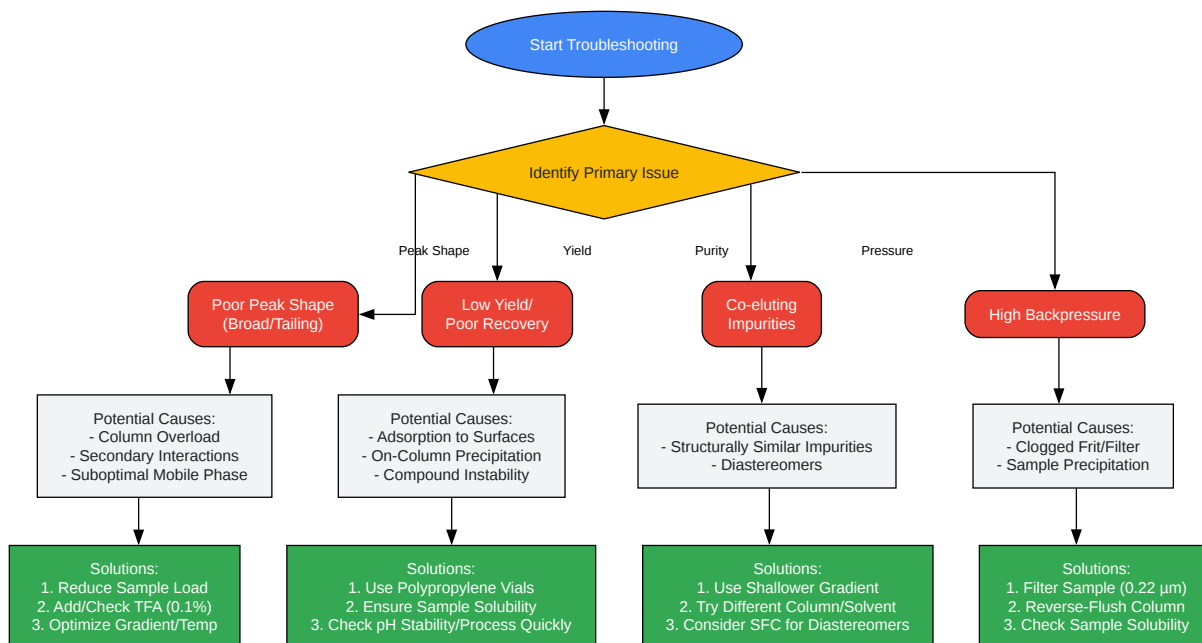 Start Troubleshooting
Identify Primary Issue
Peak Shape
Yield
Purity
Pressure
Poor Peak Shape
(Broad/Tailing)
Low Yield/
Poor Recovery
Co-eluting
Impurities
High Backpressure
Potential Causes:
- Column Overload
- Secondary Interactions
- Suboptimal Mobile Phase
Potential Causes:
- Adsorption to Surfaces
- On-Column Precipitation
- Compound Instability
Potential Causes:
- Structurally Similar Impurities
- Diastereomers
Potential Causes:
- Clogged Frit/Filter
- Sample Precipitation
Solutions:
1. Reduce Sample Load
2. Add/Check TFA (0.1%)
3. Optimize Gradient/Temp
Solutions:
1. Use Polypropylene Vials
2. Ensure Sample Solubility
3. Check pH Stability/Process Quickly
Solutions:
1. Use Shallower Gradient
2. Try Different Column/Solvent
3. Consider SFC for Diastereomers
Solutions:
1. Filter Sample (0.22 µm)
2. Reverse-Flush Column
3. Check Sample Solubility